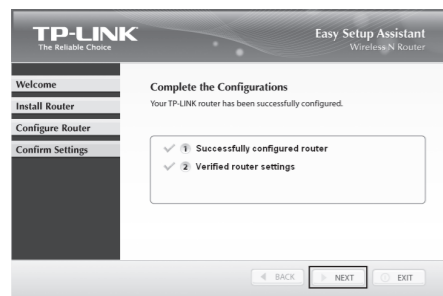 TP-LINK
The Reliable Choice
Easy Setup Assistant
Wireless N Router
Welcome
Install Router
Configure Router
Confirm Settings
Complete the Configurations
Your TP-LINK router has been successfully configured.
1 Successfully configured router
2 Verified router settings
BACK
NEXT
EXIT